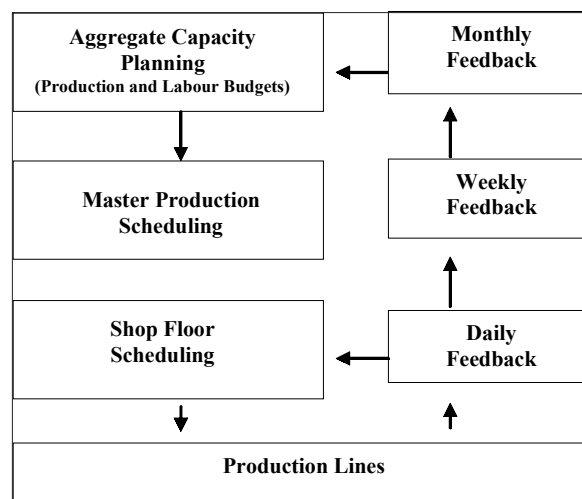 Aggregate Capacity
Planning
(Production and Labour Budgets)
Monthly
Feedback
Master Production
Scheduling
Weekly
Feedback
Shop Floor
Scheduling
Daily
Feedback
Production Lines